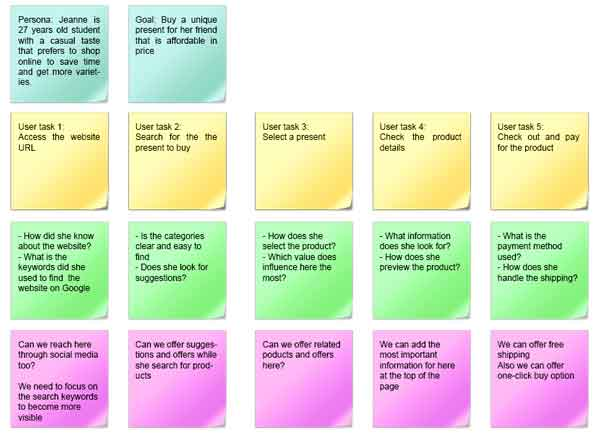 Persona: Jeanne is
27 years old student
with a casual taste
that prefers to shop
online to save time
and get more variet-
ies.
Goal: Buy a unique
present for her friend
that is affordable in
price
User task 1:
Access the website
URL
User task 2:
Search for the the
present to buy
User task 3:
Select a present
User task 4:
Check the product
details
User task 5:
Check out and pay
for the product
- How did she know
about the website?
- What is the
keywords did she
used to find the
website on Google
- Is the categories
clear and easy to
find
- Does she look for
suggestions?
- How does she
select the product?
- Which value does
influence here the
most?
- What information
does she look for?
- How does she
preview the product?
- What is the
payment method
used?
- How does she
handle the shipping?
Can we reach here
through social media
too?
We need to focus on
the search keywords
to become more
visible
Can we offer sugges-
tions and offers while
she search for prod-
ucts
Can we offer related
poducts and offers
here?
We can add the
most important
information for here
at the top of the
page
We can offer free
shipping
Also we can offer
one-click buy option